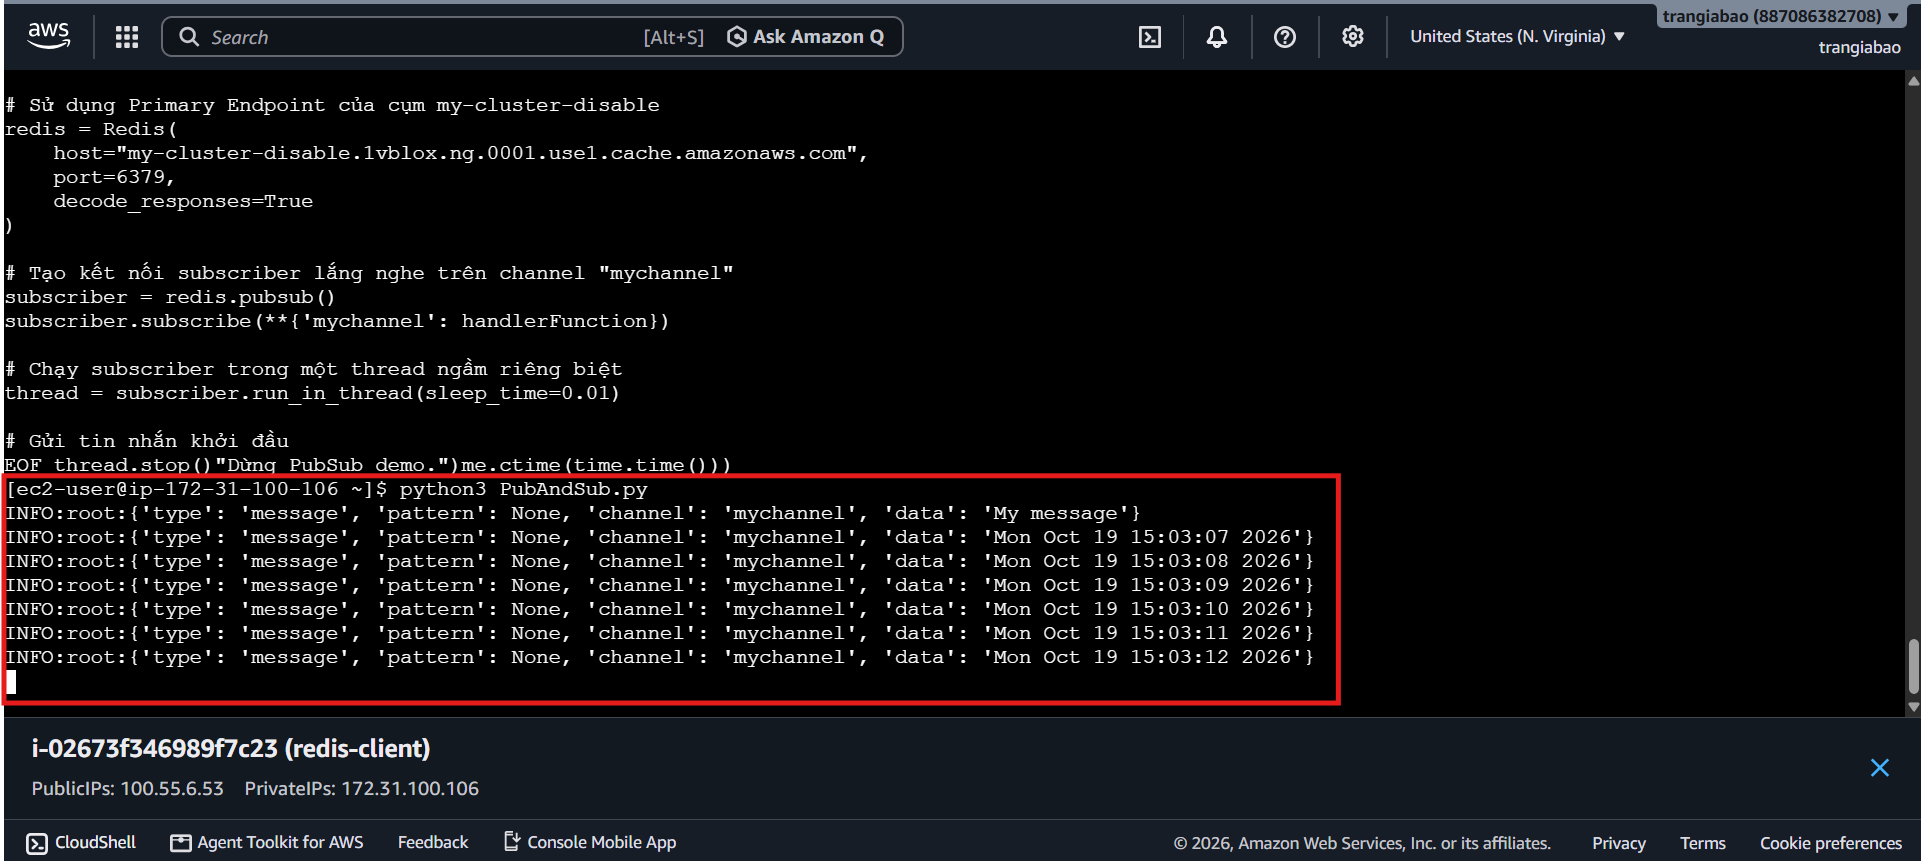 aws
Search [Alt+S] Ask Amazon Q
United States (N. Virginia) ▼
trangiabao (887086382708) ▼
trangiabao
# Sử dụng Primary Endpoint của cụm my-cluster-disable
redis = Redis(
    host="my-cluster-disable.1vblox.ng.0001.use1.cache.amazonaws.com",
    port=6379,
    decode_responses=True
)
# Tạo kết nối subscriber lắng nghe trên channel "mychannel"
subscriber = redis.pubsub()
subscriber.subscribe(**{'mychannel': handlerFunction})
# Chạy subscriber trong một thread ngầm riêng biệt
thread = subscriber.run_in_thread(sleep_time=0.01)
# Gửi tin nhắn khởi đầu
EOF thread.stop()"Dừng PubSub demo.")me.ctime(time.time()))
[ec2-user@ip-172-31-100-106 ~]$ python3 PubAndSub.py
INFO:root:{'type': 'message', 'pattern': None, 'channel': 'mychannel', 'data': 'My message'}
INFO:root:{'type': 'message', 'pattern': None, 'channel': 'mychannel', 'data': 'Mon Oct 19 15:03:07 2026'}
INFO:root:{'type': 'message', 'pattern': None, 'channel': 'mychannel', 'data': 'Mon Oct 19 15:03:08 2026'}
INFO:root:{'type': 'message', 'pattern': None, 'channel': 'mychannel', 'data': 'Mon Oct 19 15:03:09 2026'}
INFO:root:{'type': 'message', 'pattern': None, 'channel': 'mychannel', 'data': 'Mon Oct 19 15:03:10 2026'}
INFO:root:{'type': 'message', 'pattern': None, 'channel': 'mychannel', 'data': 'Mon Oct 19 15:03:11 2026'}
INFO:root:{'type': 'message', 'pattern': None, 'channel': 'mychannel', 'data': 'Mon Oct 19 15:03:12 2026'}
i-02673f346989f7c23 (redis-client)
PublicIPs: 100.55.6.53 PrivateIPs: 172.31.100.106
CloudShell Agent Toolkit for AWS Feedback Console Mobile App © 2026, Amazon Web Services, Inc. or its affiliates. Privacy Terms Cookie preferences